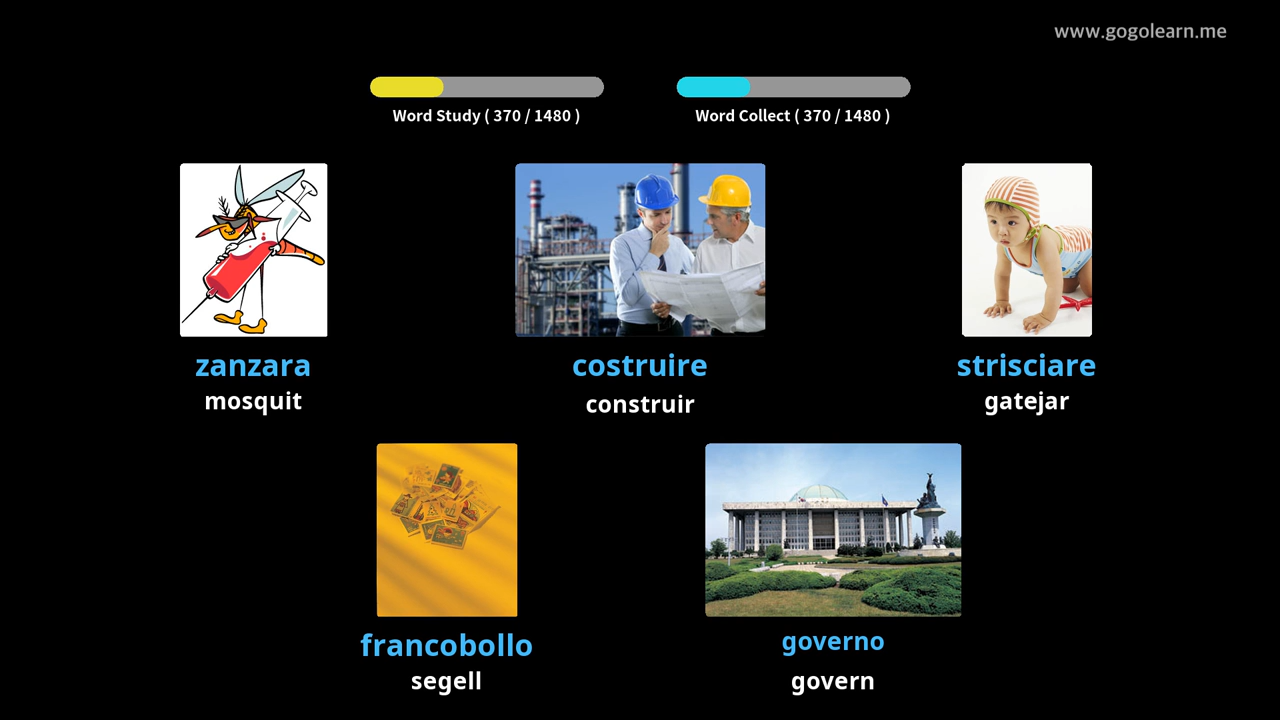 www.gogolearn.me
Word Study ( 370 / 1480 )
Word Collect ( 370 / 1480 )
zanzara
mosquit
costruire
construir
strisciare
gatejar
francobollo
segell
governo
govern